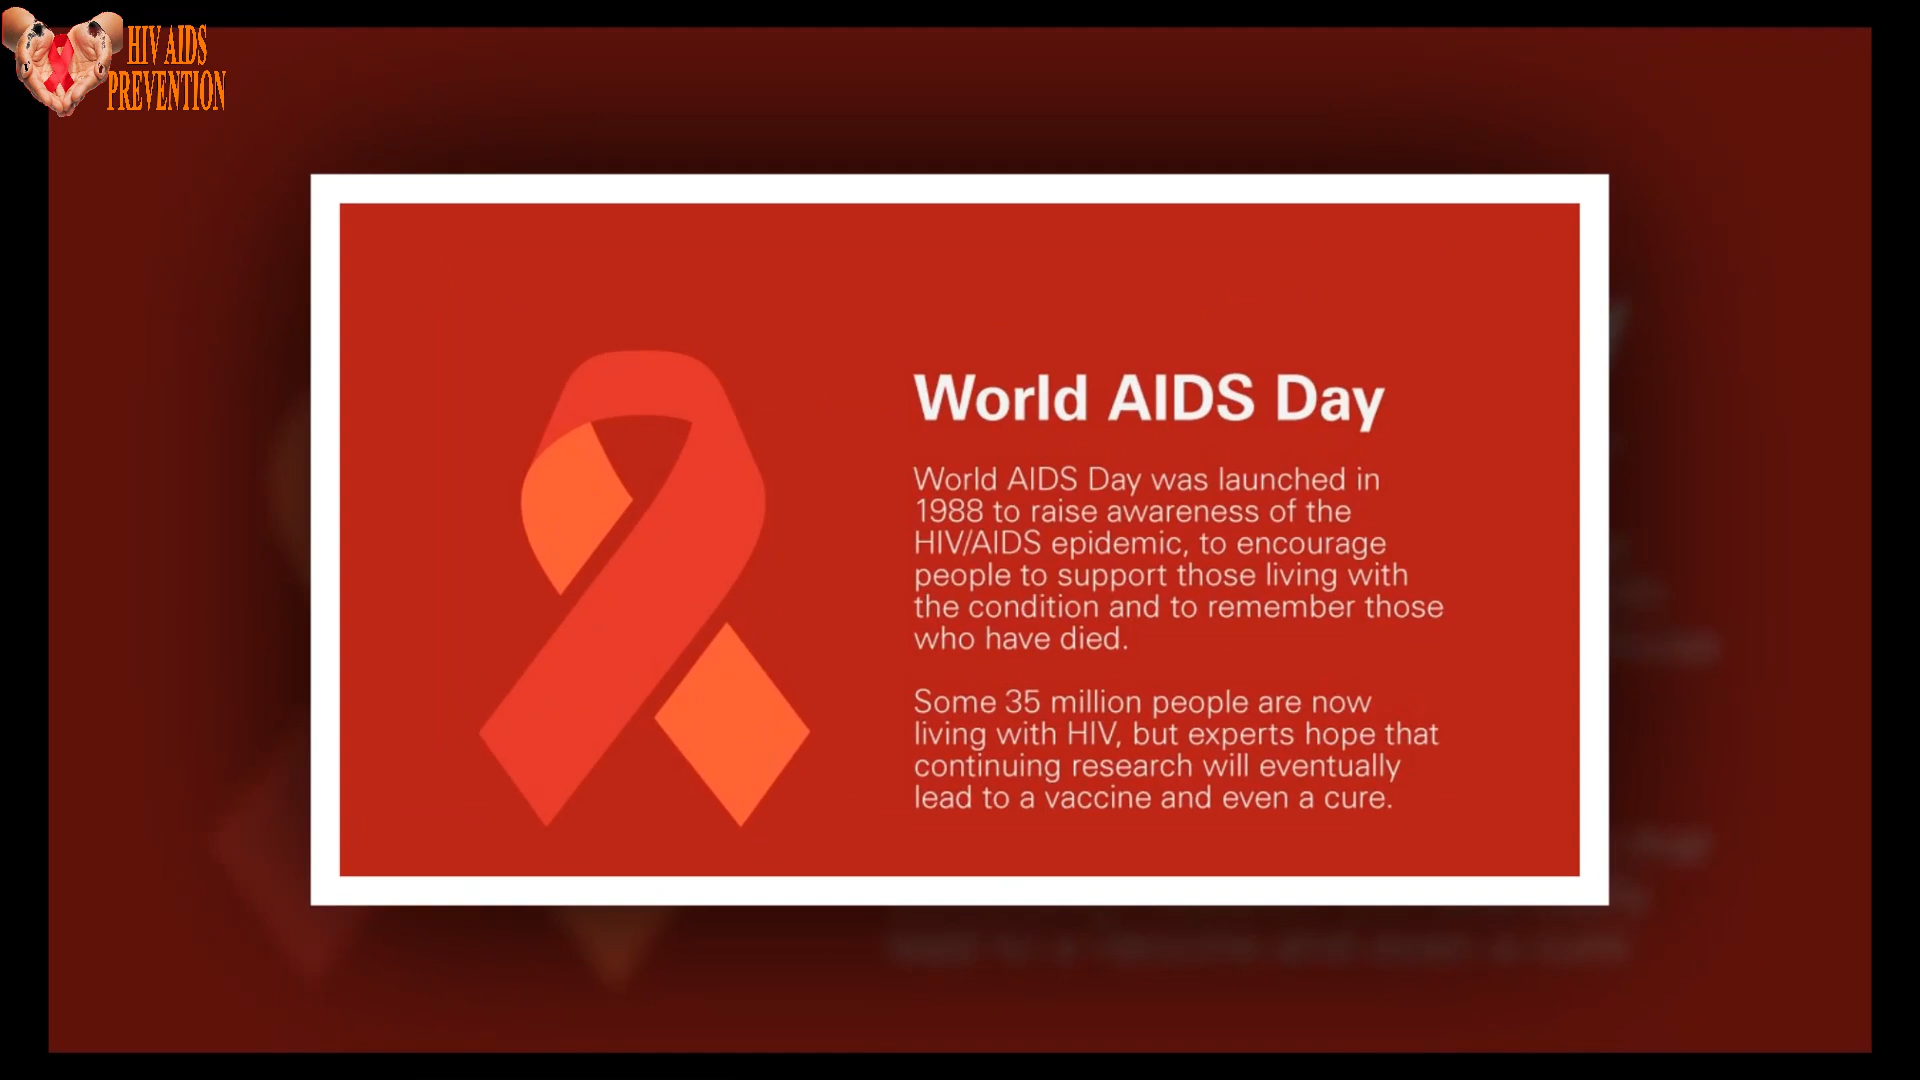 HIV AIDS
PREVENTION
World AIDS Day
World AIDS Day was launched in
1988 to raise awareness of the
HIV/AIDS epidemic, to encourage
people to support those living with
the condition and to remember those
who have died.
Some 35 million people are now
living with HIV, but experts hope that
continuing research will eventually
lead to a vaccine and even a cure.